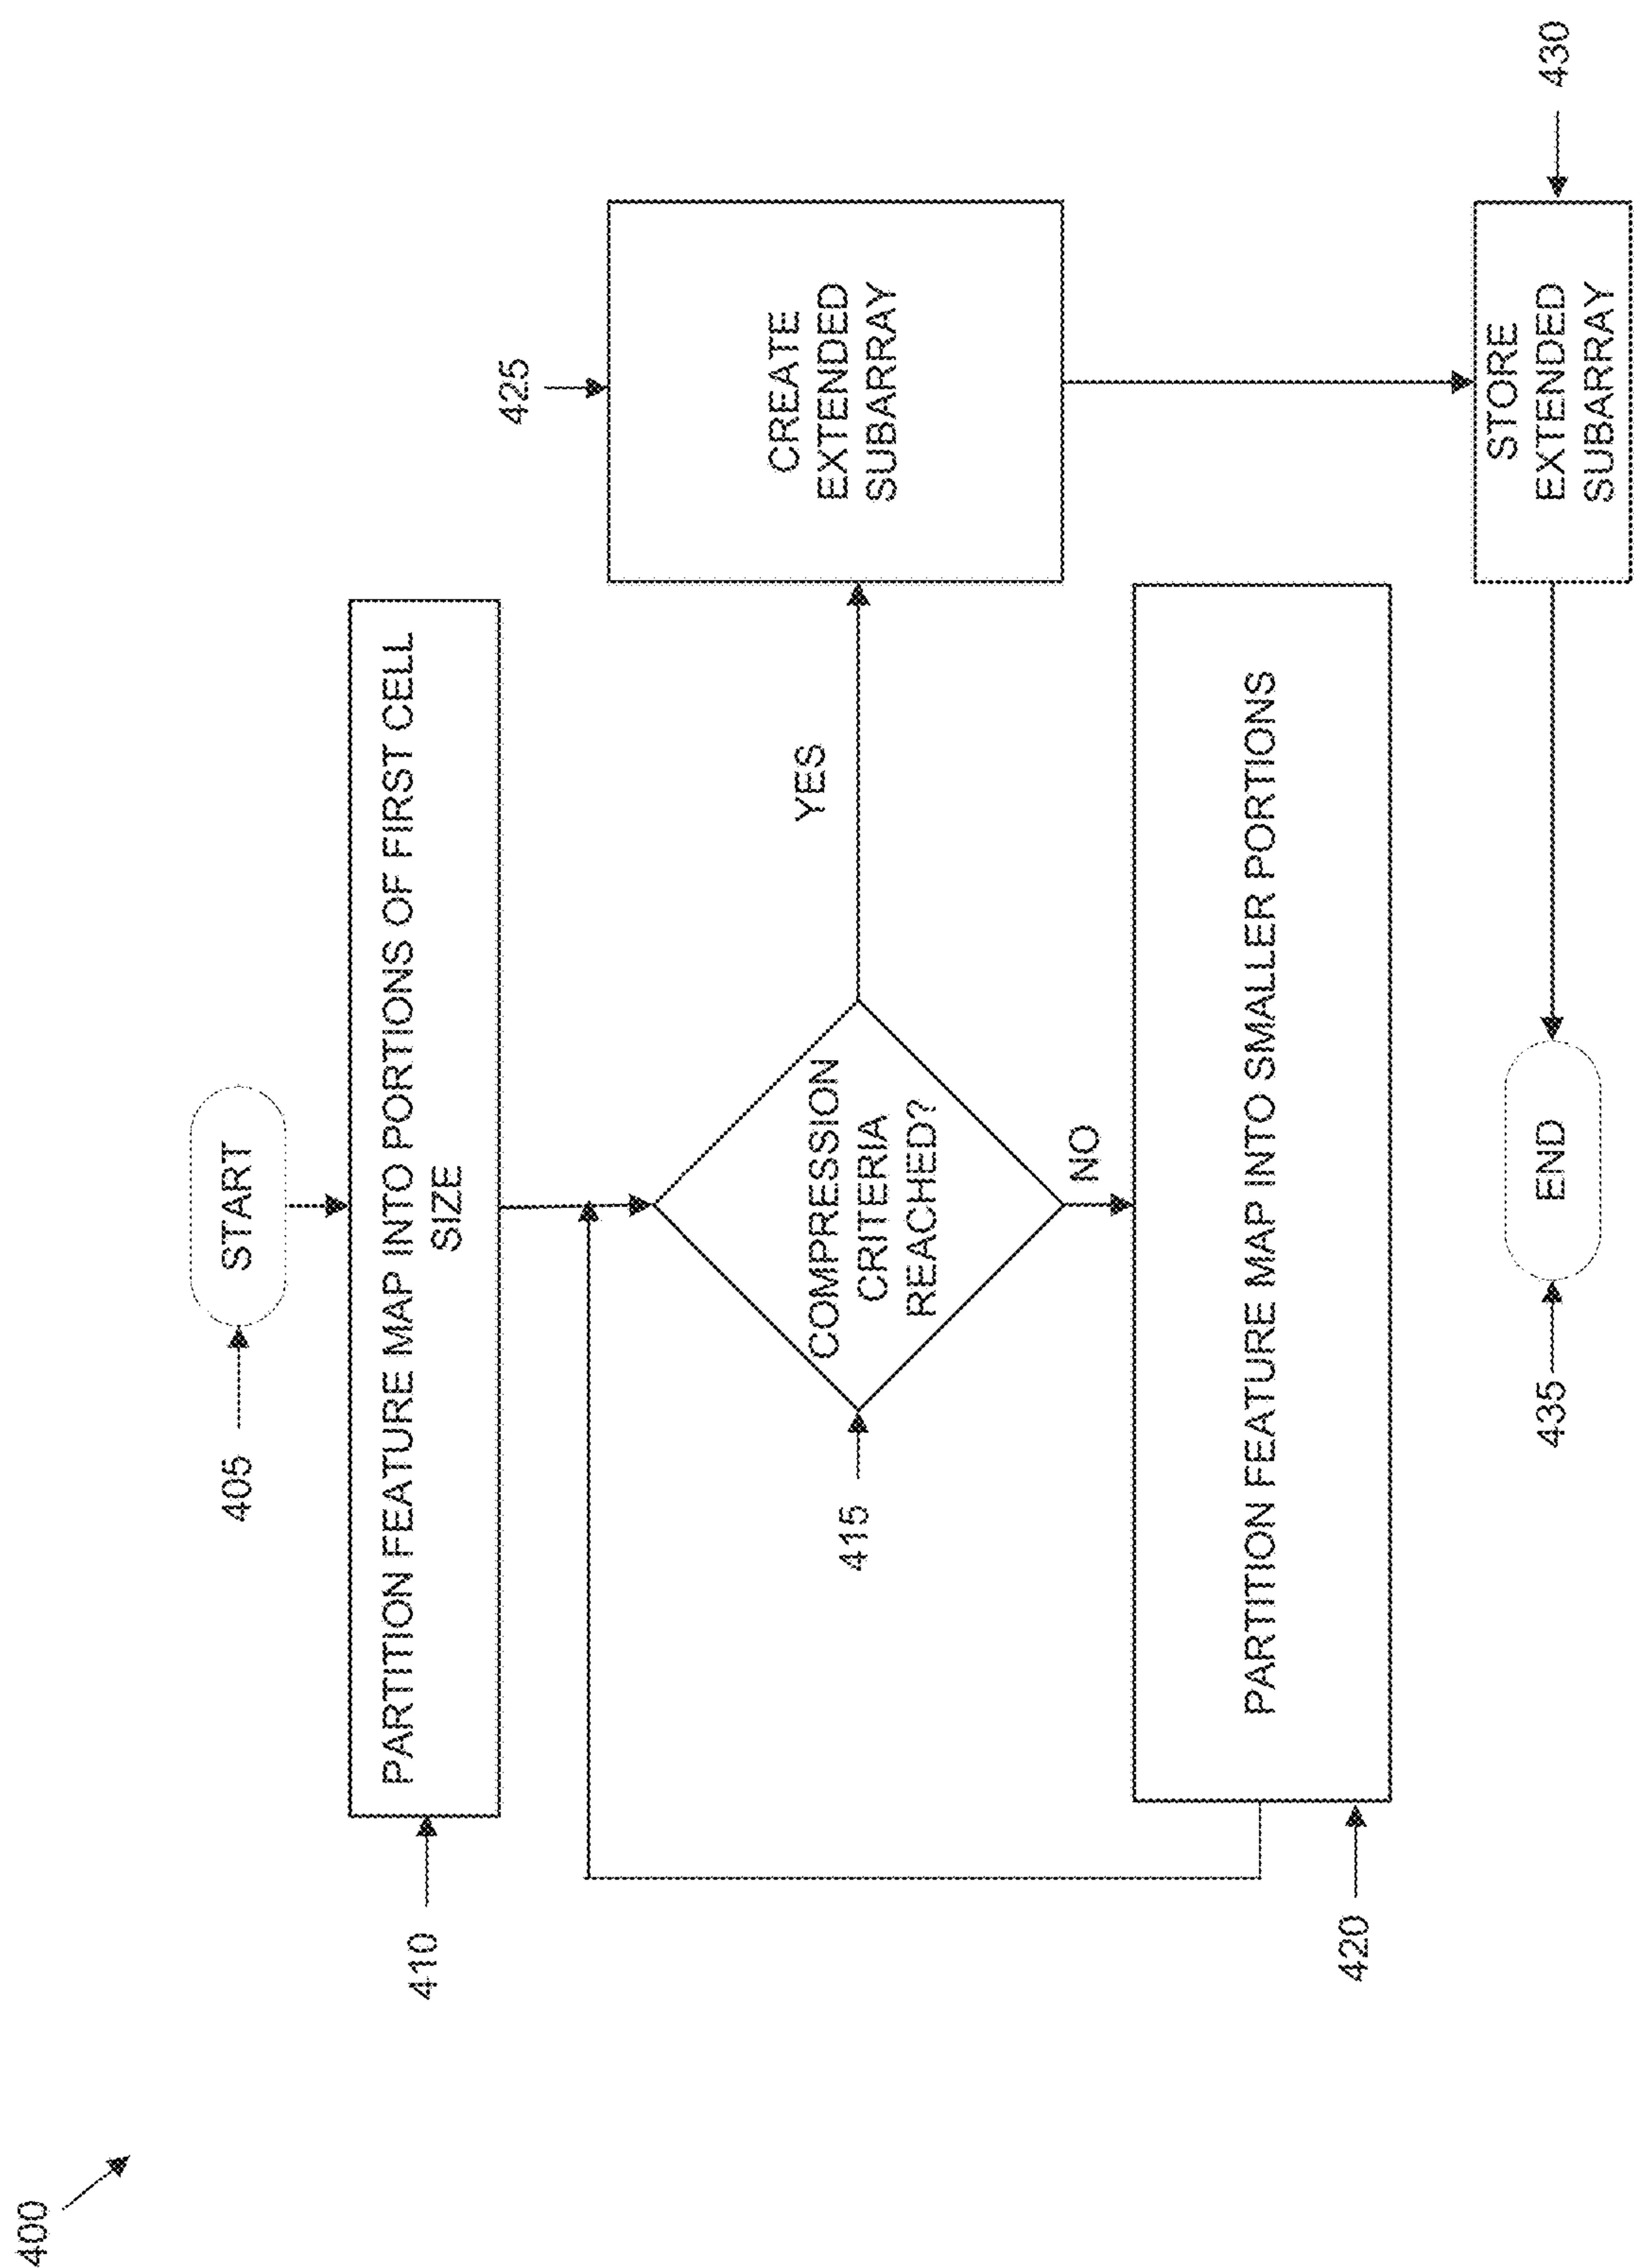 400
START
405
PARTITION FEATURE MAP INTO PORTIONS OF FIRST CELL
SIZE
410
COMPRESSION
CRITERIA
REACHED?
415
YES
NO
425
CREATE
EXTENDED
SUBARRAY
PARTITION FEATURE MAP INTO SMALLER PORTIONS
420
STORE
EXTENDED
SUBARRAY
430
END
435